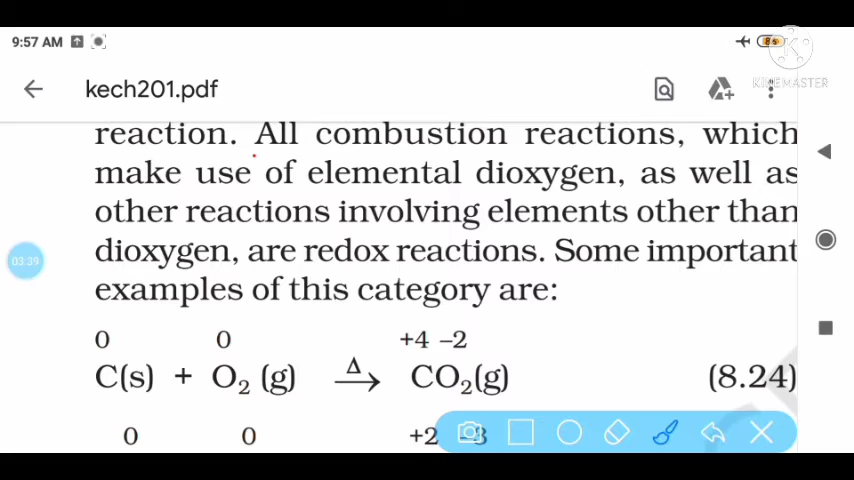 9:57 AM
KINEMASTER
kech201.pdf
reaction. All combustion reactions, which
make use of elemental dioxygen, as well as
other reactions involving elements other than
dioxygen, are redox reactions. Some important
03:39
examples of this category are:
0 0 +4 –2
C(s) + O₂ (g) Δ→ CO₂(g) (8.24)
0 0 +2 –3